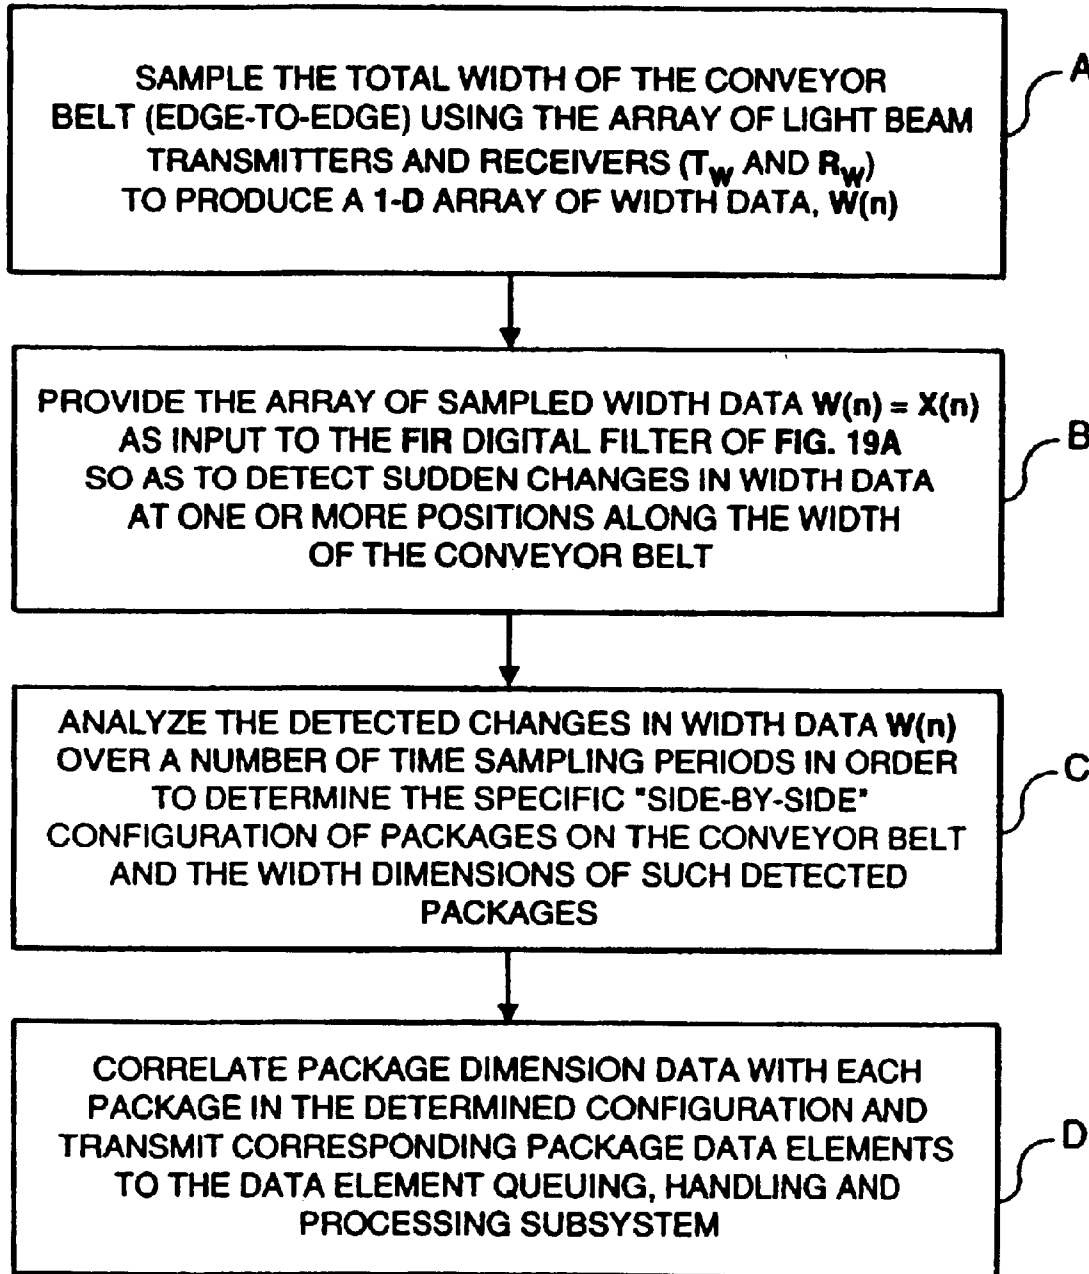 SAMPLE THE TOTAL WIDTH OF THE CONVEYOR
BELT (EDGE-TO-EDGE) USING THE ARRAY OF LIGHT BEAM
TRANSMITTERS AND RECEIVERS (TW AND RW)
TO PRODUCE A 1-D ARRAY OF WIDTH DATA, W(n)
A
PROVIDE THE ARRAY OF SAMPLED WIDTH DATA W(n) = X(n)
AS INPUT TO THE FIR DIGITAL FILTER OF FIG. 19A
SO AS TO DETECT SUDDEN CHANGES IN WIDTH DATA
AT ONE OR MORE POSITIONS ALONG THE WIDTH
OF THE CONVEYOR BELT
B
ANALYZE THE DETECTED CHANGES IN WIDTH DATA W(n)
OVER A NUMBER OF TIME SAMPLING PERIODS IN ORDER
TO DETERMINE THE SPECIFIC "SIDE-BY-SIDE"
CONFIGURATION OF PACKAGES ON THE CONVEYOR BELT
AND THE WIDTH DIMENSIONS OF SUCH DETECTED
PACKAGES
C
CORRELATE PACKAGE DIMENSION DATA WITH EACH
PACKAGE IN THE DETERMINED CONFIGURATION AND
TRANSMIT CORRESPONDING PACKAGE DATA ELEMENTS
TO THE DATA ELEMENT QUEUING, HANDLING AND
PROCESSING SUBSYSTEM
D